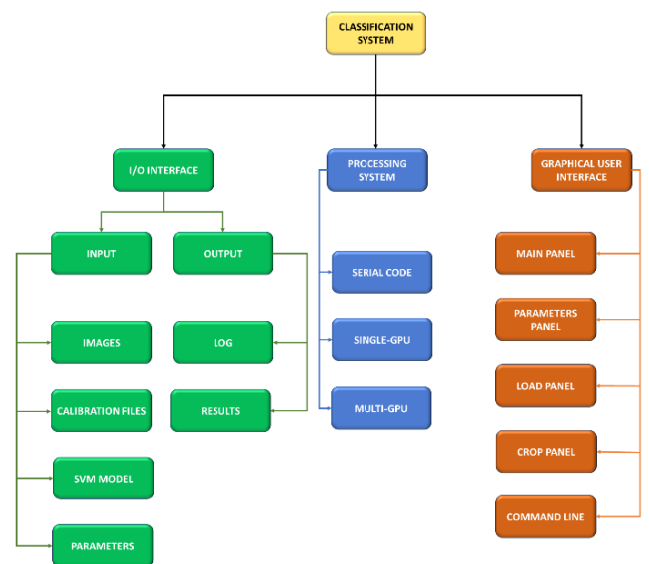 CLASSIFICATION
SYSTEM
I/O INTERFACE
PROCESSING
SYSTEM
GRAPHICAL USER
INTERFACE
INPUT
OUTPUT
IMAGES
LOG
CALIBRATION FILES
RESULTS
SVM MODEL
PARAMETERS
SERIAL CODE
SINGLE-GPU
MULTI-GPU
MAIN PANEL
PARAMETERS
PANEL
LOAD PANEL
CROP PANEL
COMMAND LINE